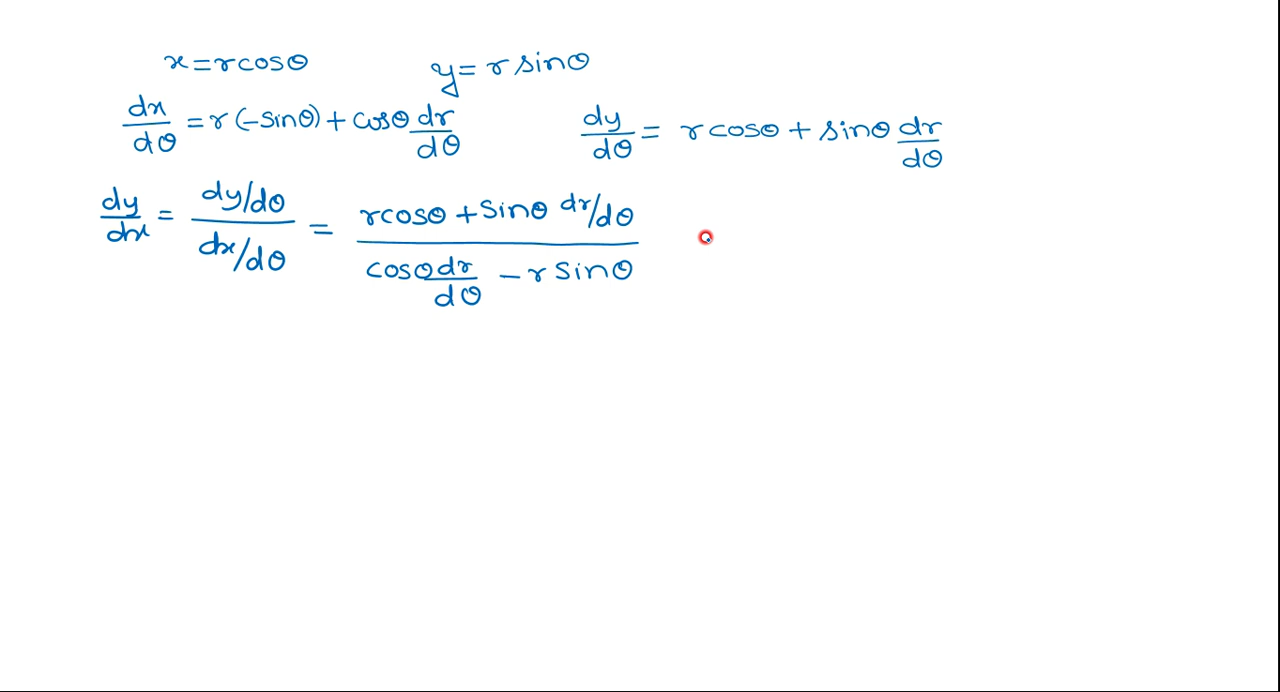 x = r cosθ    y = r sinθ
dx/dθ = r (-sinθ) + cosθ dr/dθ    dy/dθ = r cosθ + sinθ dr/dθ
dy/dx = (dy/dθ)/(dx/dθ) = (r cosθ + sinθ dr/dθ)/(cosθ dr/dθ - r sinθ)